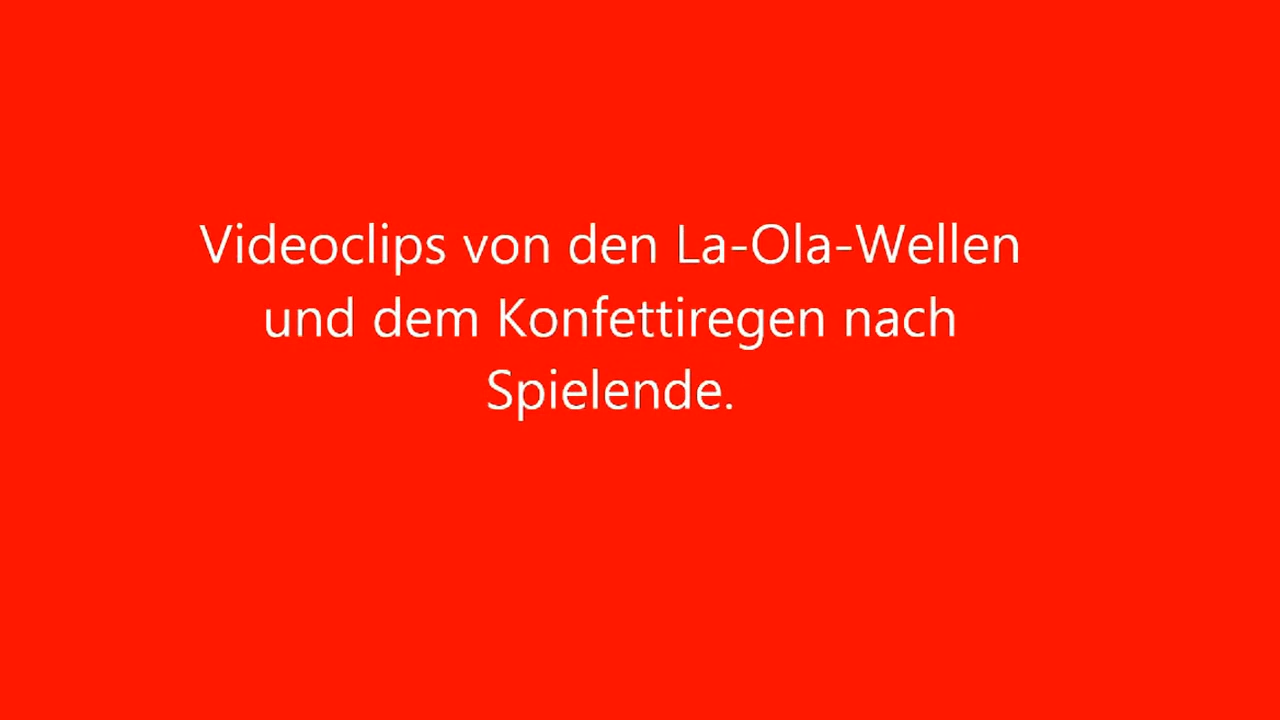 Videoclips von den La-Ola-Wellen
und dem Konfettiregen nach
Spielende.